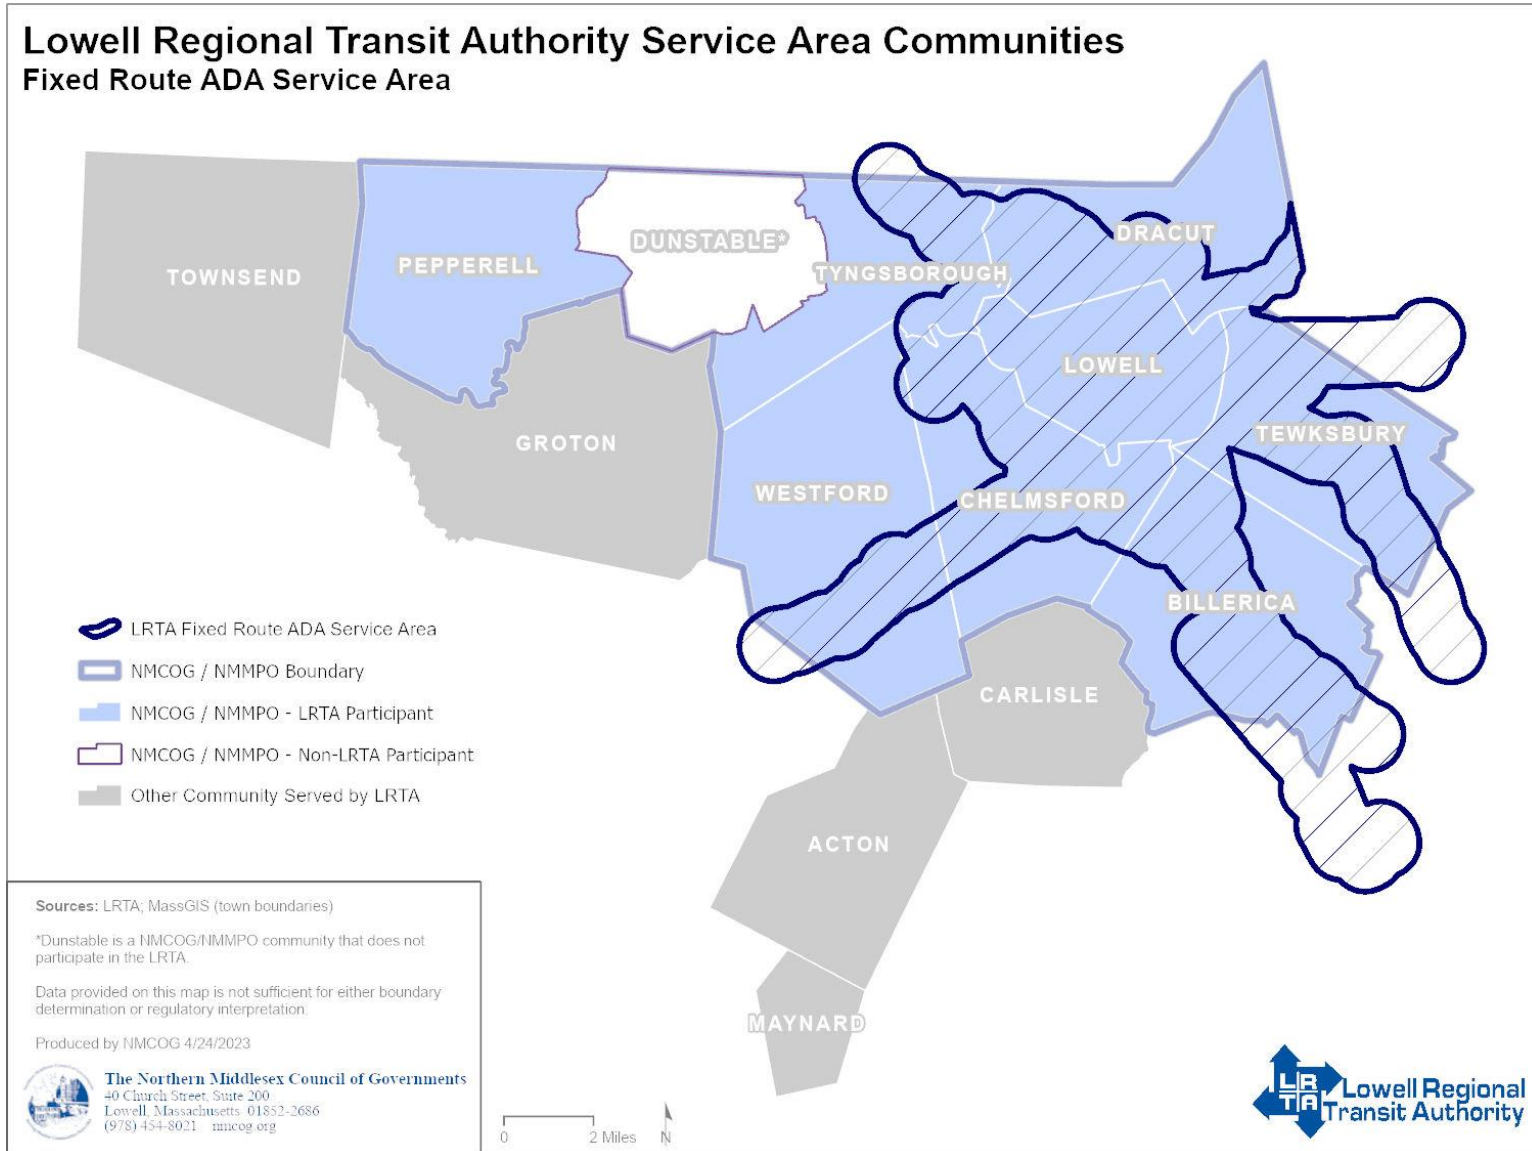 Lowell Regional Transit Authority Service Area Communities
Fixed Route ADA Service Area
DRACUT
DUNSTABLE*
PEPPERELL
TYNGSBOROUGH
TOWNSEND
LOWELL
TEWKSBURY
GROTON
WESTFORD
CHELMSFORD
BILLERICA
CARLISLE
ACTON
MAYNARD
LRTA Fixed Route ADA Service Area
NMCOG / NMMPO Boundary
NMCOG / NMMPO - LRTA Participant
NMCOG / NMMPO - Non-LRTA Participant
Other Community Served by LRTA
Sources: LRTA; MassGIS (town boundaries)
*Dunstable is a NMCOG/NMMPO community that does not
participate in the LRTA.
Data provided on this map is not sufficient for either boundary
determination or regulatory interpretation.
Produced by NMCOG 4/24/2023
The Northern Middlesex Council of Governments
40 Church Street, Suite 200
Lowell, Massachusetts 01852-2686
(978) 454-8021 nmcog.org
0 2 Miles N
LR
TA
Lowell Regional
Transit Authority